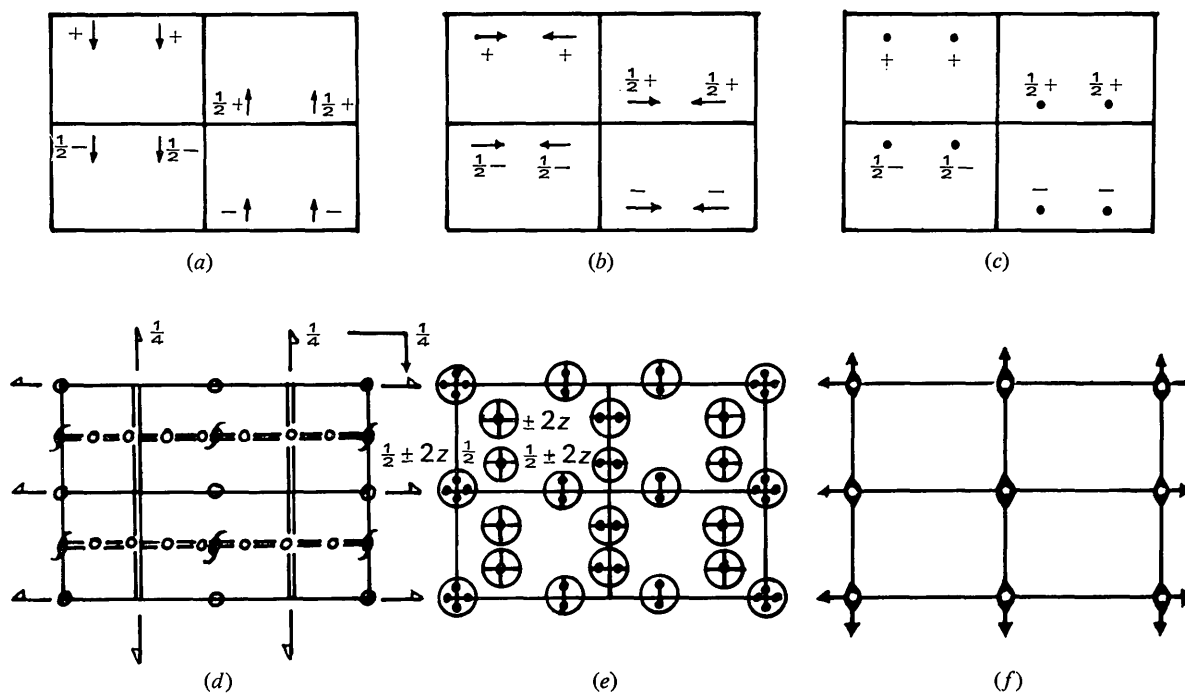 + +
½+ ½+
½− ½−
− −
(a)
+ +
½+ ½+
½− ½−
− −
(b)
+ +
½+ ½+
½− ½−
− −
(c)
¼ ¼ ¼
(d)
± 2z
½ ± 2z ½ ½ ± 2z
(e)
(f)